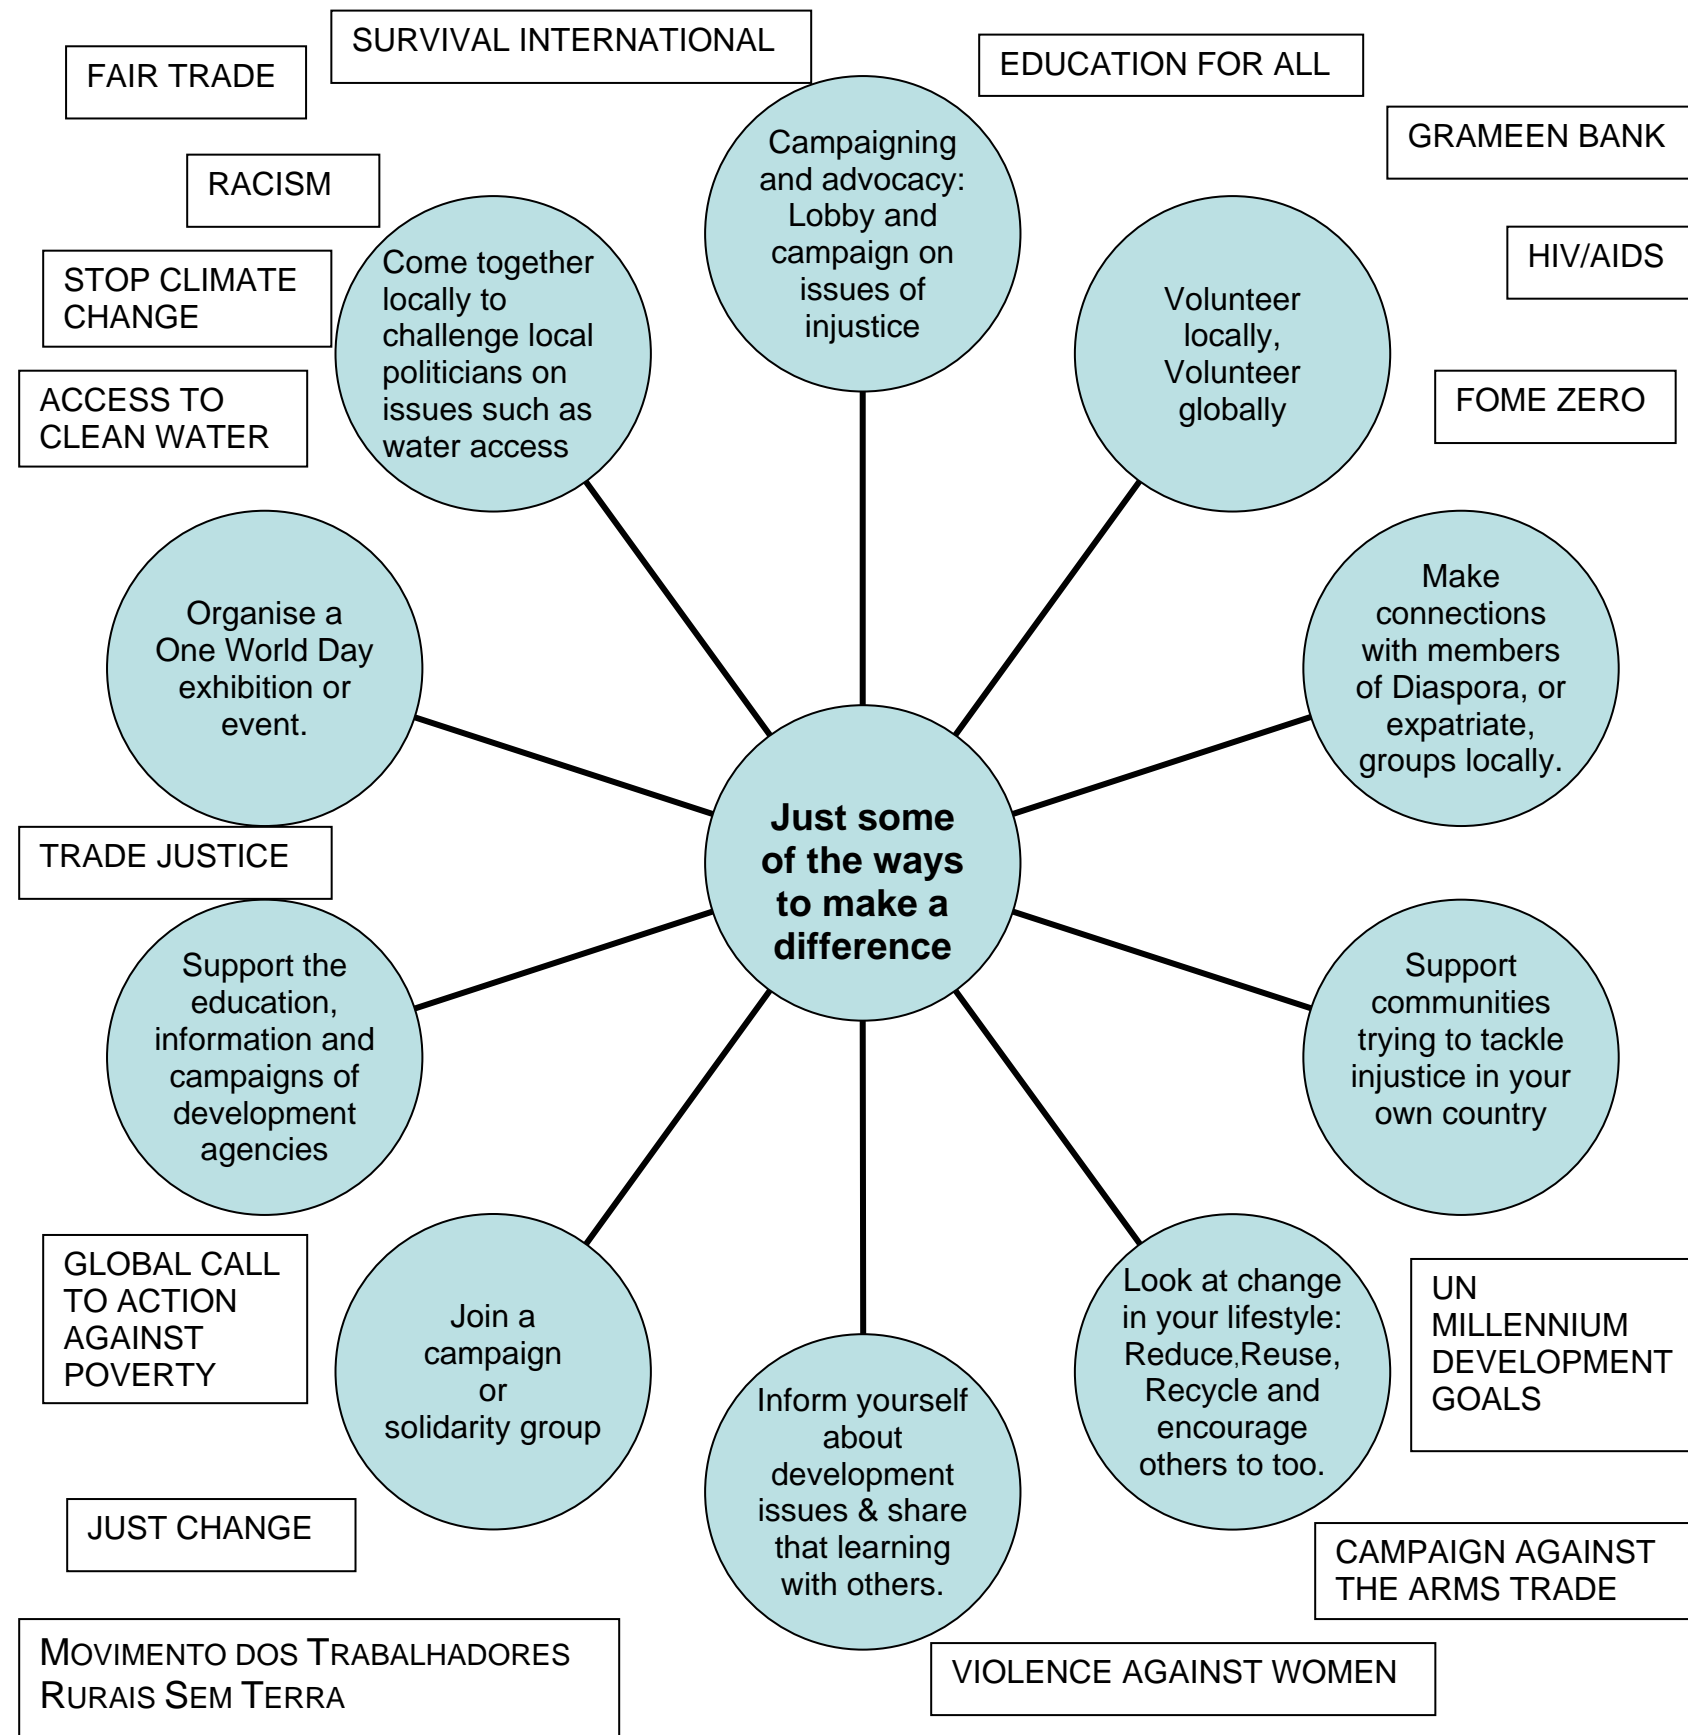 SURVIVAL INTERNATIONAL
FAIR TRADE
EDUCATION FOR ALL
GRAMEEN BANK
RACISM
HIV/AIDS
STOP CLIMATE
CHANGE
FOME ZERO
ACCESS TO
CLEAN WATER
Campaigning
and advocacy:
Lobby and
campaign on
issues of
injustice
Come together
locally to
challenge local
politicians on
issues such as
water access
Volunteer
locally,
Volunteer
globally
Organise a
One World Day
exhibition or
event.
Make
connections
with members
of Diaspora, or
expatriate,
groups locally.
Just some
of the ways
to make a
difference
TRADE JUSTICE
Support the
education,
information and
campaigns of
development
agencies
Support
communities
trying to tackle
injustice in your
own country
GLOBAL CALL
TO ACTION
AGAINST
POVERTY
Join a
campaign
or
solidarity group
Inform yourself
about
development
issues & share
that learning
with others.
Look at change
in your lifestyle:
Reduce,Reuse,
Recycle and
encourage
others to too.
UN
MILLENNIUM
DEVELOPMENT
GOALS
JUST CHANGE
CAMPAIGN AGAINST
THE ARMS TRADE
MOVIMENTO DOS TRABALHADORES
RURAIS SEM TERRA
VIOLENCE AGAINST WOMEN